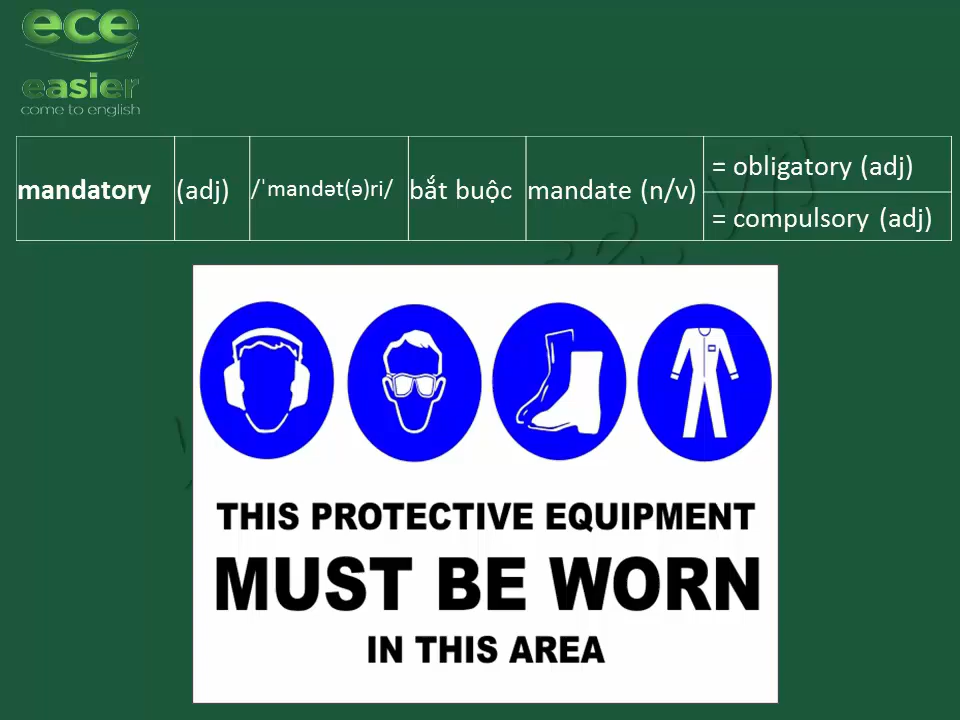 ece
easier
come to english
mandatory (adj) /ˈmandət(ə)ri/ bắt buộc mandate (n/v) = obligatory (adj)
= compulsory (adj)
THIS PROTECTIVE EQUIPMENT
MUST BE WORN
IN THIS AREA